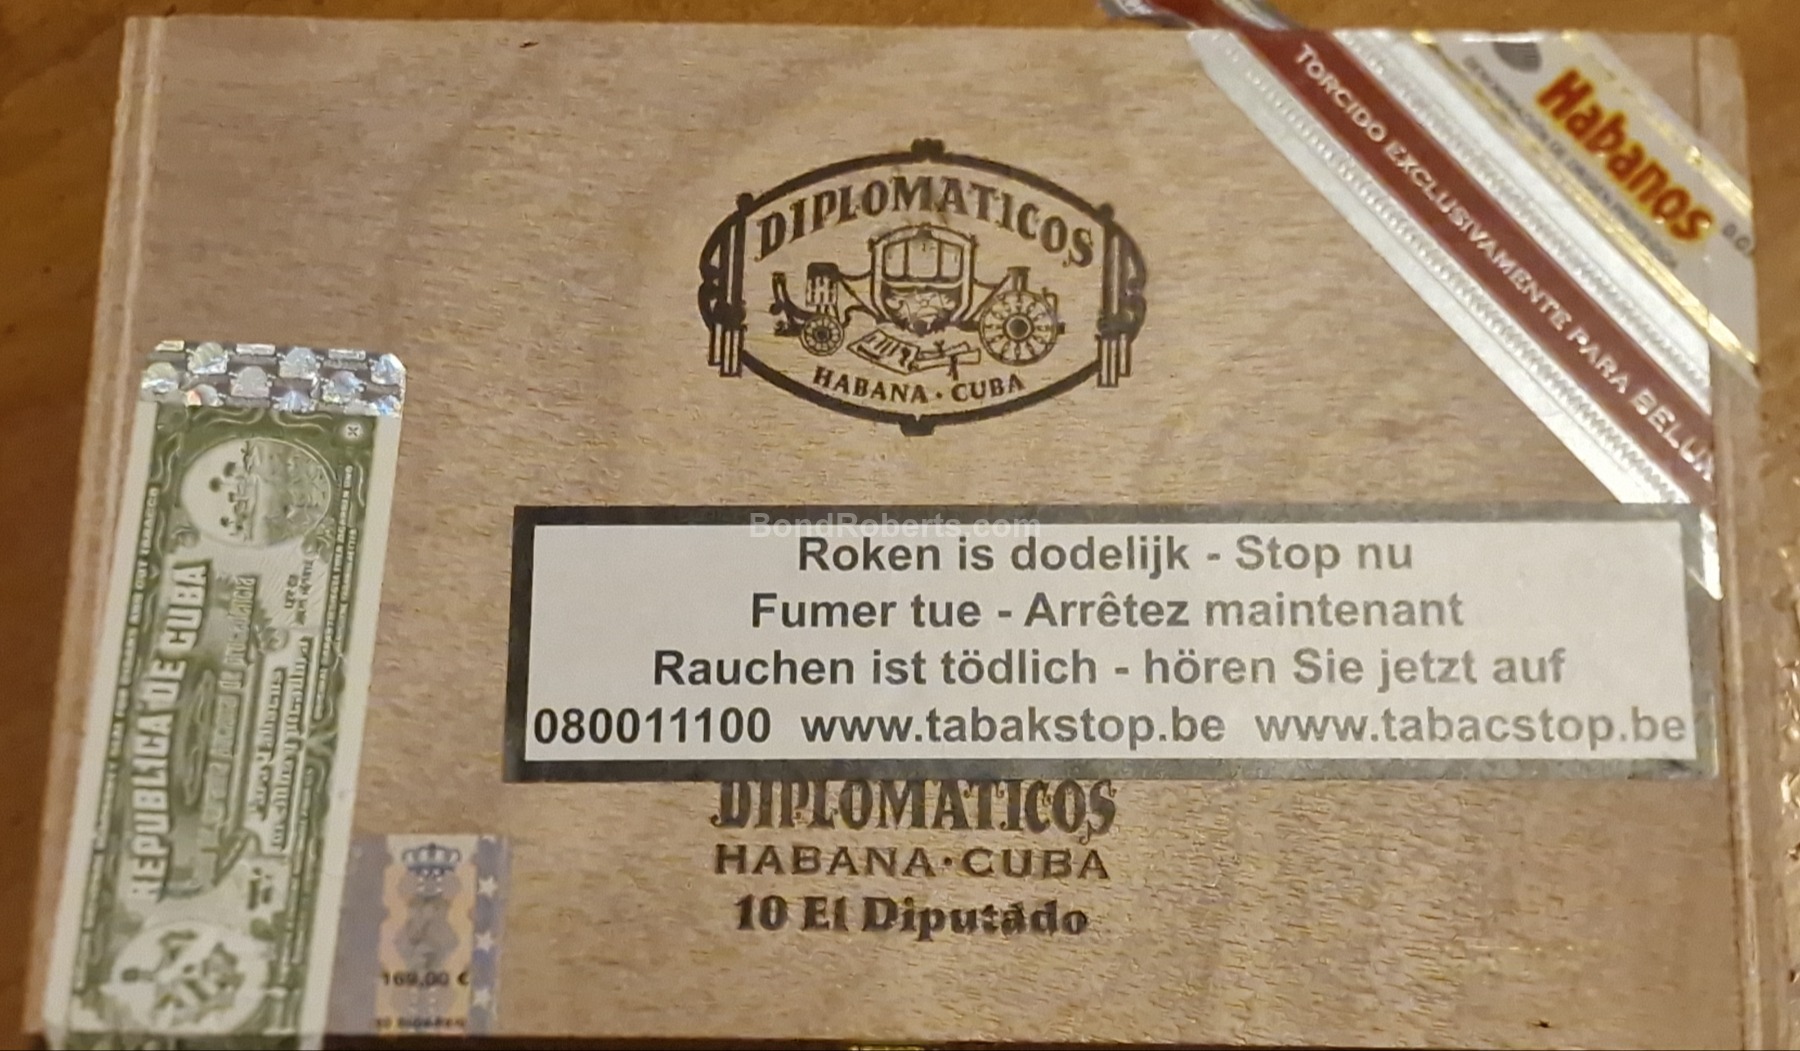 DIPLOMATICOS
HABANA · CUBA
TORCIDO EXCLUSIVAMENTE PARA BELUX
Habanos
BondRoberts.com
Roken is dodelijk - Stop nu
Fumer tue - Arrêtez maintenant
Rauchen ist tödlich - hören Sie jetzt auf
080011100 www.tabakstop.be www.tabacstop.be
DIPLOMATICOS
HABANA · CUBA
10 El Diputado
REPUBLICA DE CUBA
169,00 €